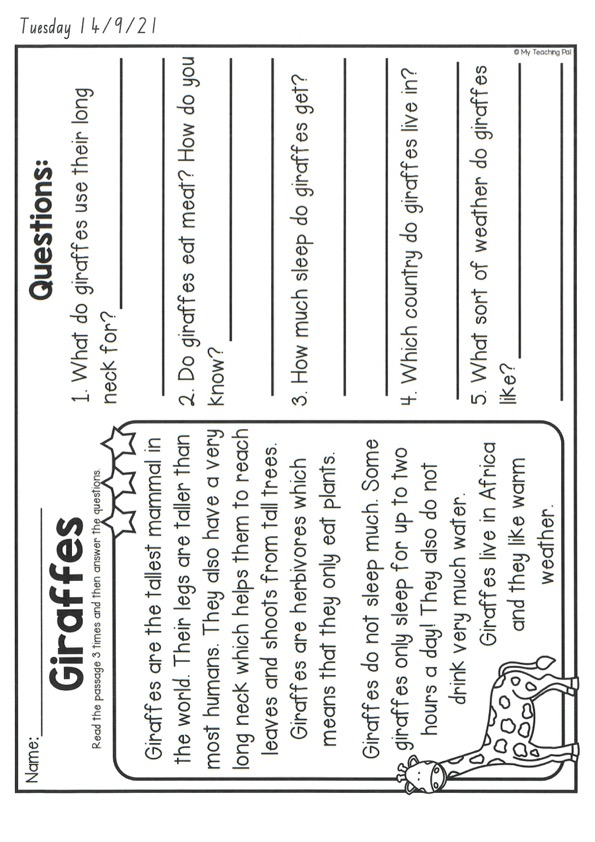 Tuesday 14/9/21
Name:
Giraffes
Read the passage 3 times and then answer the questions.
Giraffes are the tallest mammal in
the world. Their legs are taller than
most humans. They also have a very
long neck which helps them to reach
leaves and shoots from tall trees.
Giraffes are herbivores which
means that they only eat plants.
Giraffes do not sleep much. Some
giraffes only sleep for up to two
hours a day! They also do not
drink very much water.
Giraffes live in Africa
and they like warm
weather.
Questions:
1. What do giraffes use their long
neck for?
2. Do giraffes eat meat? How do you
know?
3. How much sleep do giraffes get?
4. Which country do giraffes live in?
5. What sort of weather do giraffes
like?
© My Teaching Pal